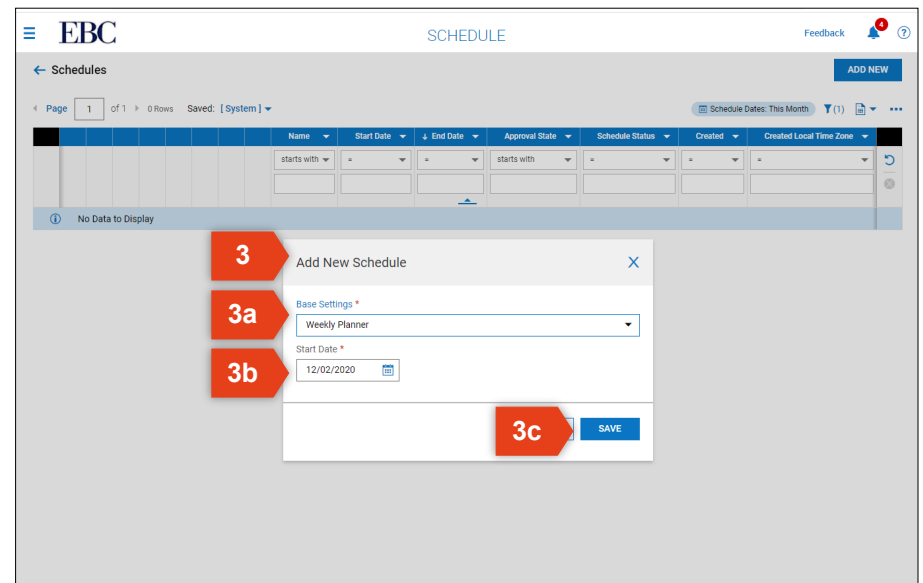 EBC
SCHEDULE
Feedback
4
?
Schedules
ADD NEW
Page 1 of 1 0 Rows Saved: [ System ]
Schedule Dates: This Month (1)
Name Start Date ↓ End Date Approval State Schedule Status Created Created Local Time Zone
starts with = = starts with = = =
No Data to Display
3
Add New Schedule
X
3a
Base Settings *
Weekly Planner
Start Date *
3b
12/02/2020
3c
SAVE